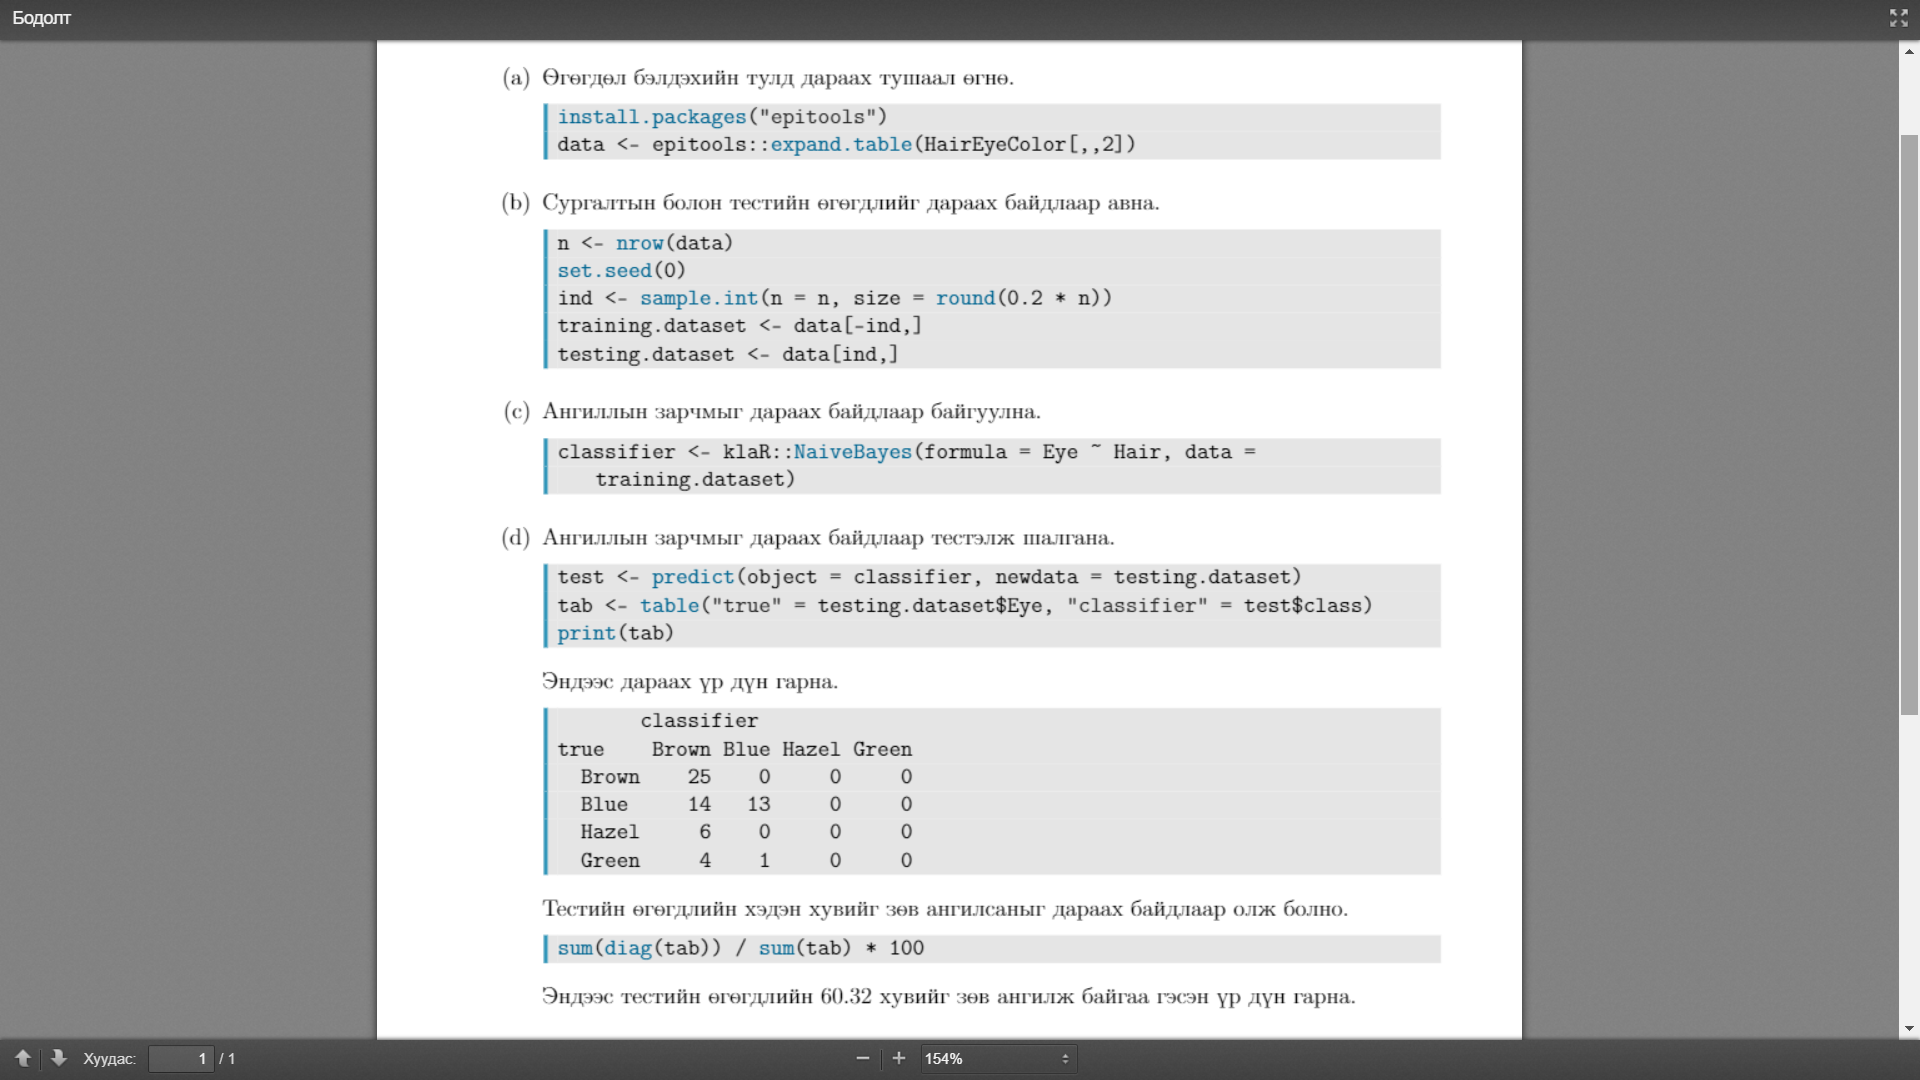 Бодолт
(a) Өгөгдөл бэлдэхийн тулд дараах тушаал өгнө.
install.packages("epitools")
data <- epitools::expand.table(HairEyeColor[,,2])
(b) Сургалтын болон тестийн өгөгдлийг дараах байдлаар авна.
n <- nrow(data)
set.seed(0)
ind <- sample.int(n = n, size = round(0.2 * n))
training.dataset <- data[-ind,]
testing.dataset <- data[ind,]
(c) Ангиллын зарчмыг дараах байдлаар байгуулна.
classifier <- klaR::NaiveBayes(formula = Eye ~ Hair, data =
training.dataset)
(d) Ангиллын зарчмыг дараах байдлаар тестэлж шалгана.
test <- predict(object = classifier, newdata = testing.dataset)
tab <- table("true" = testing.dataset$Eye, "classifier" = test$class)
print(tab)
Эндээс дараах үр дүн гарна.
classifier
true Brown Blue Hazel Green
Brown 25 0 0 0
Blue 14 13 0 0
Hazel 6 0 0 0
Green 4 1 0 0
Тестийн өгөгдлийн хэдэн хувийг зөв ангилсаныг дараах байдлаар олж болно.
sum(diag(tab)) / sum(tab) * 100
Эндээс тестийн өгөгдлийн 60.32 хувийг зөв ангилж байгаа гэсэн үр дүн гарна.
Хуудас: 1 / 1 154%